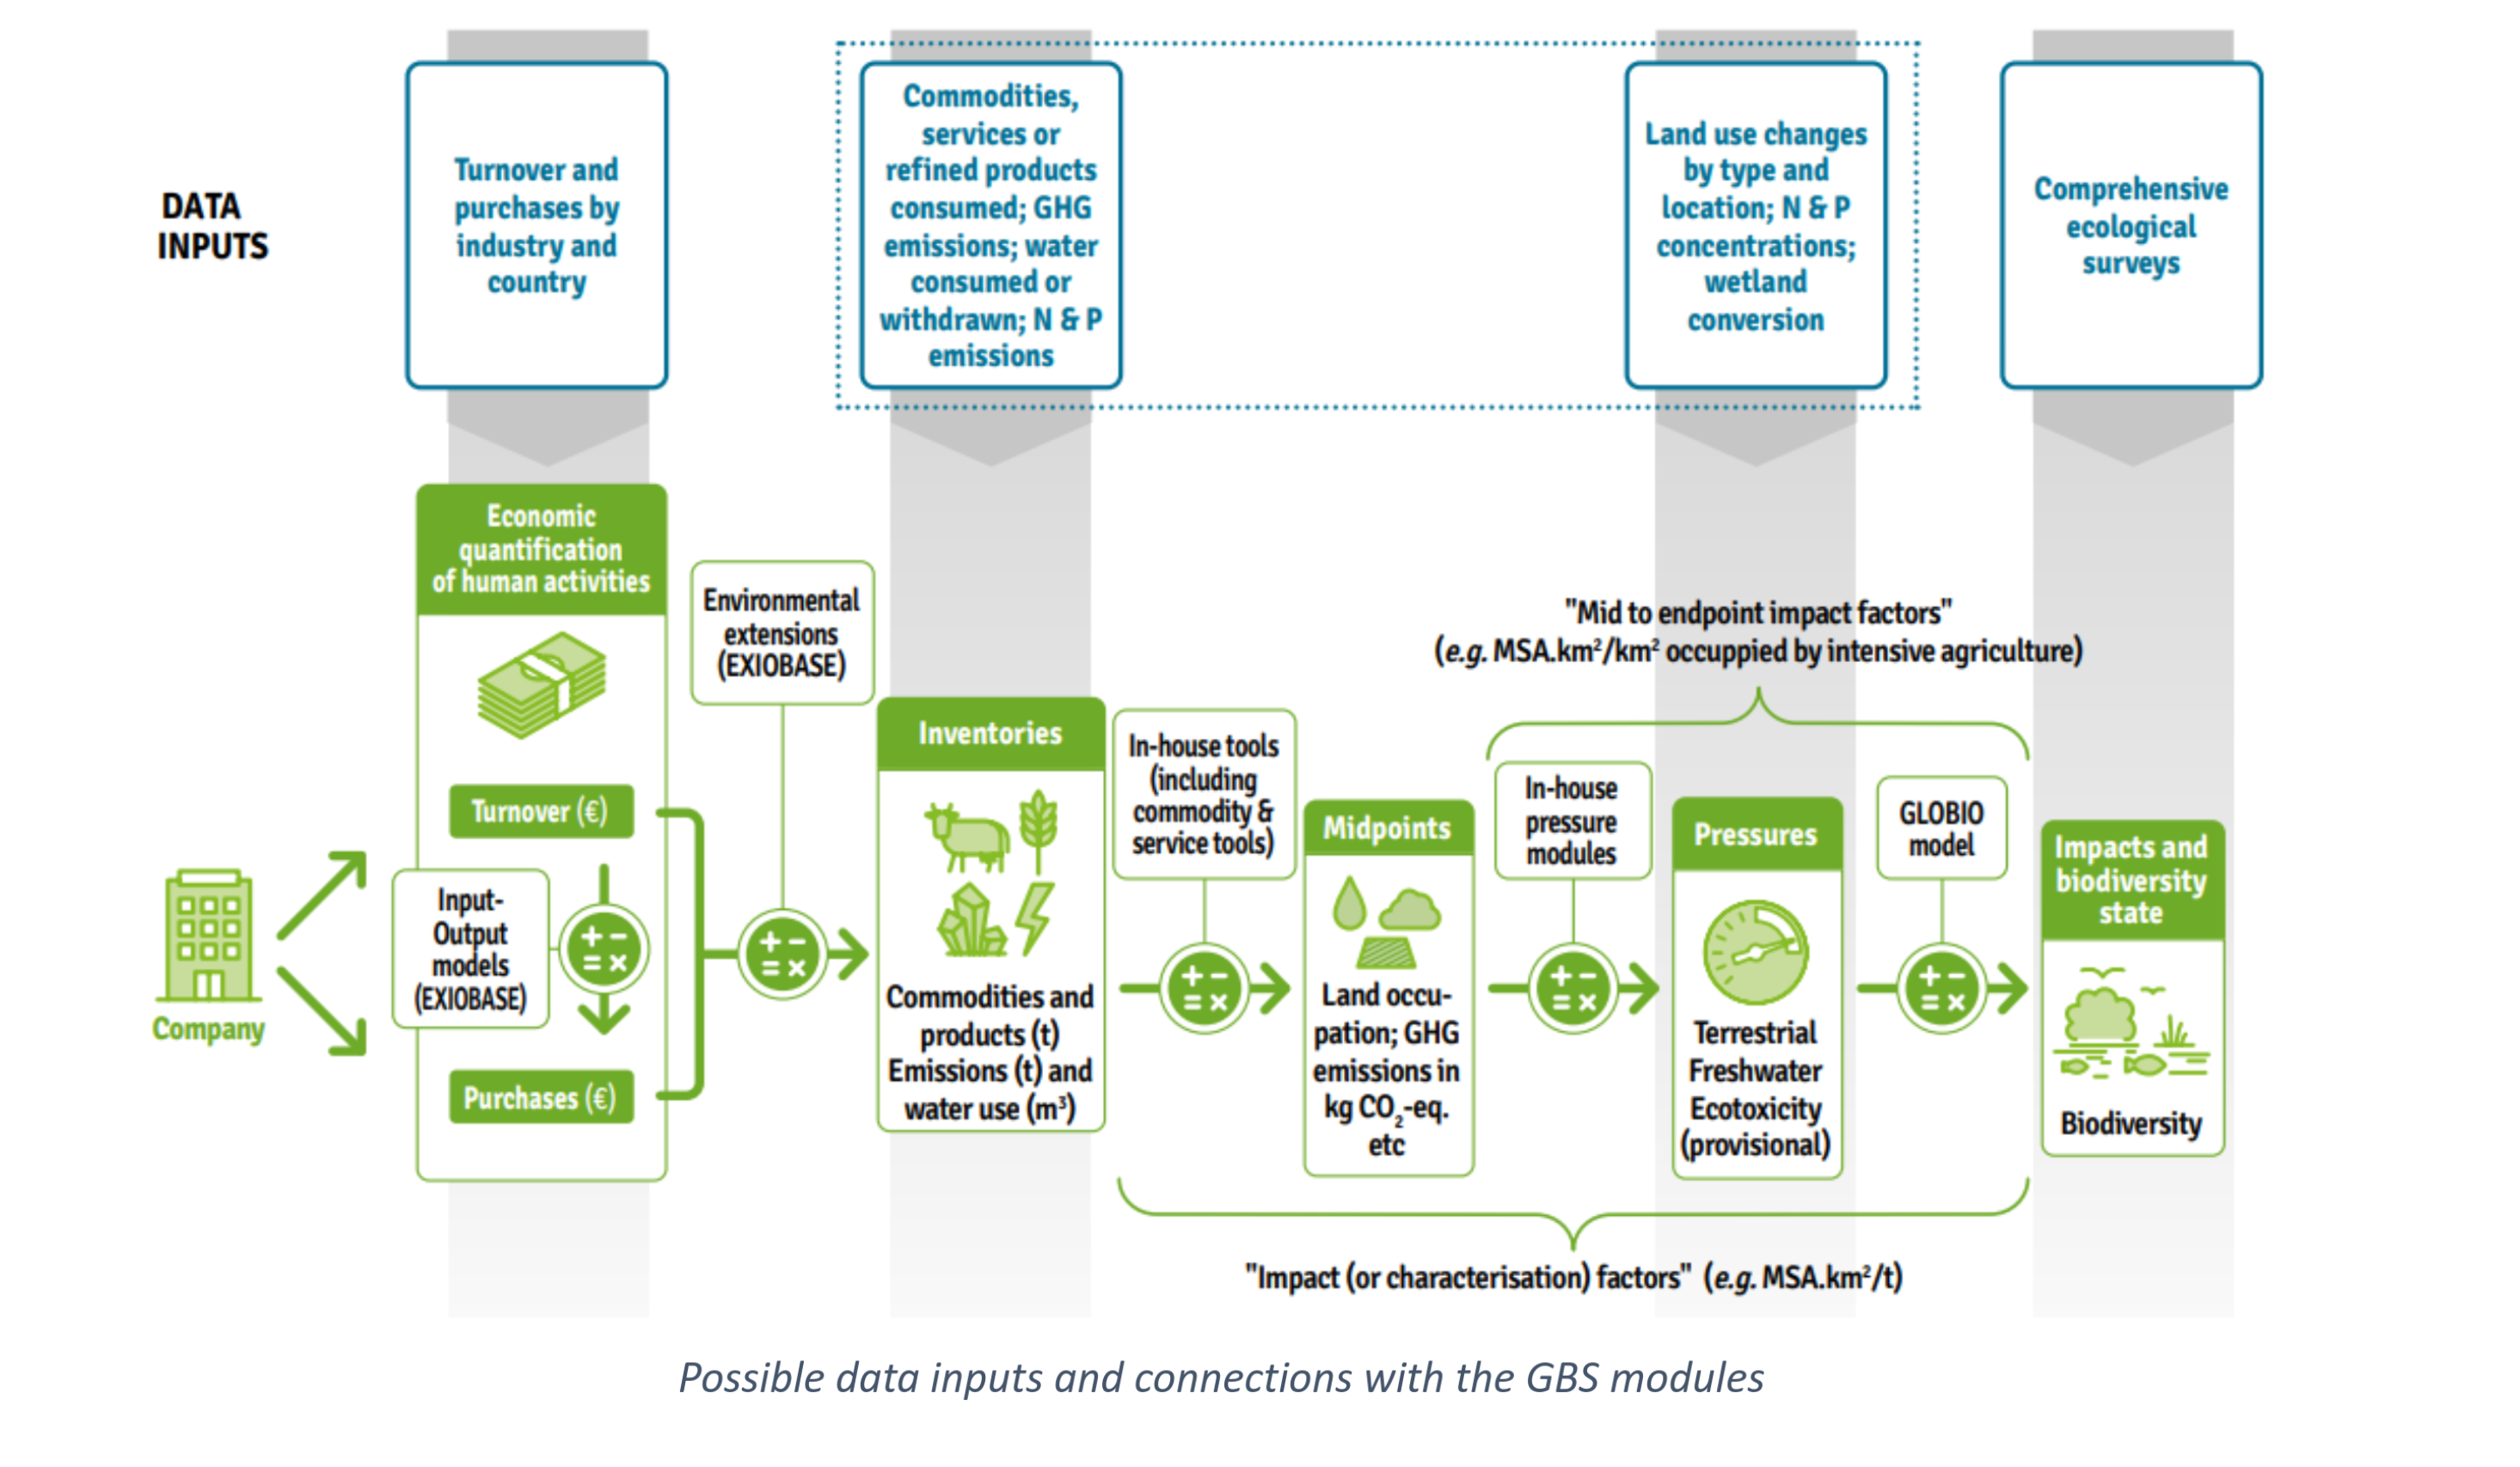 DATA
INPUTS
Turnover and
purchases by
industry and
country
Commodities,
services or
refined products
consumed; GHG
emissions; water
consumed or
withdrawn; N & P
emissions
Land use changes
by type and
location; N & P
concentrations;
wetland
conversion
Comprehensive
ecological
surveys
Economic
quantification
of human activities
Turnover (€)
Input-
Output
models
(EXIOBASE)
Purchases (€)
Company
Environmental
extensions
(EXIOBASE)
Inventories
Commodities and
products (t)
Emissions (t) and
water use (m³)
In-house tools
(including
commodity &
service tools)
Midpoints
Land occu-
pation; GHG
emissions in
kg CO₂-eq.
etc
"Mid to endpoint impact factors"
(e.g. MSA.km²/km² occuppied by intensive agriculture)
In-house
pressure
modules
Pressures
Terrestrial
Freshwater
Ecotoxicity
(provisional)
GLOBIO
model
Impacts and
biodiversity
state
Biodiversity
"Impact (or characterisation) factors" (e.g. MSA.km²/t)
Possible data inputs and connections with the GBS modules